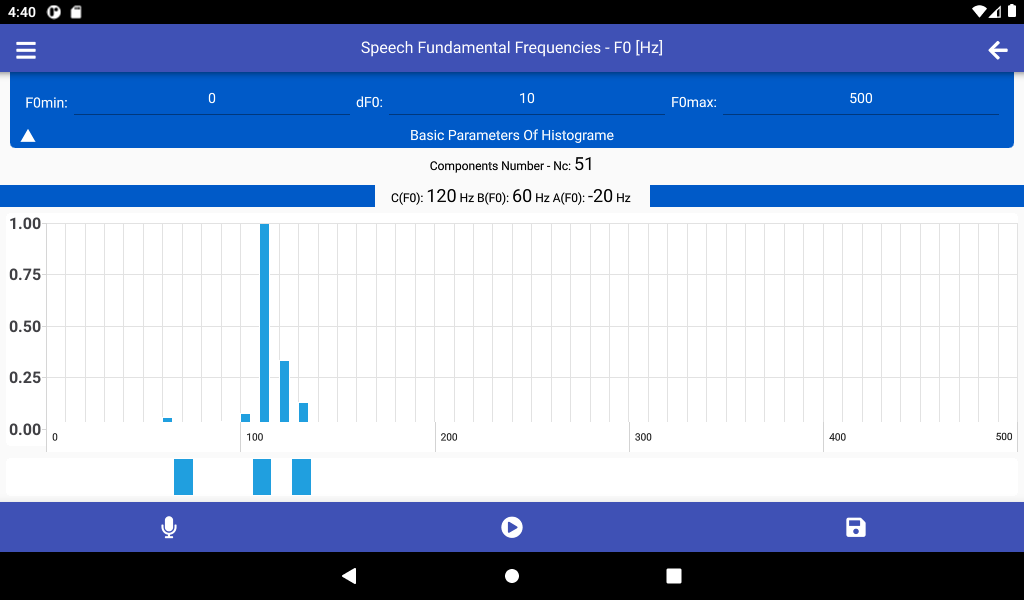 4:40
Speech Fundamental Frequencies - F0 [Hz]
F0min: 0 dF0: 10 F0max: 500
Basic Parameters Of Histograme
Components Number - Nc: 51
C(F0): 120 Hz B(F0): 60 Hz A(F0): -20 Hz
1.00
0.75
0.50
0.25
0.00
0 100 200 300 400 500